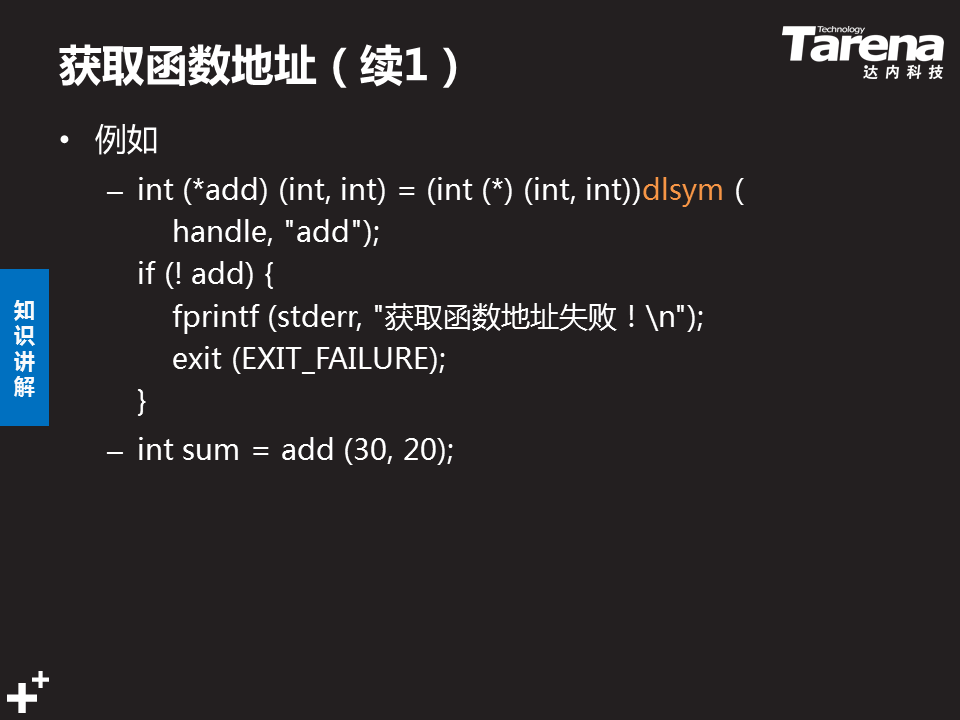 获取函数地址（续1）
Technology
Tarena
达内科技
• 例如
– int (*add) (int, int) = (int (*) (int, int))dlsym (
handle, "add");
if (! add) {
fprintf (stderr, "获取函数地址失败！\n");
exit (EXIT_FAILURE);
}
– int sum = add (30, 20);
知
识
讲
解